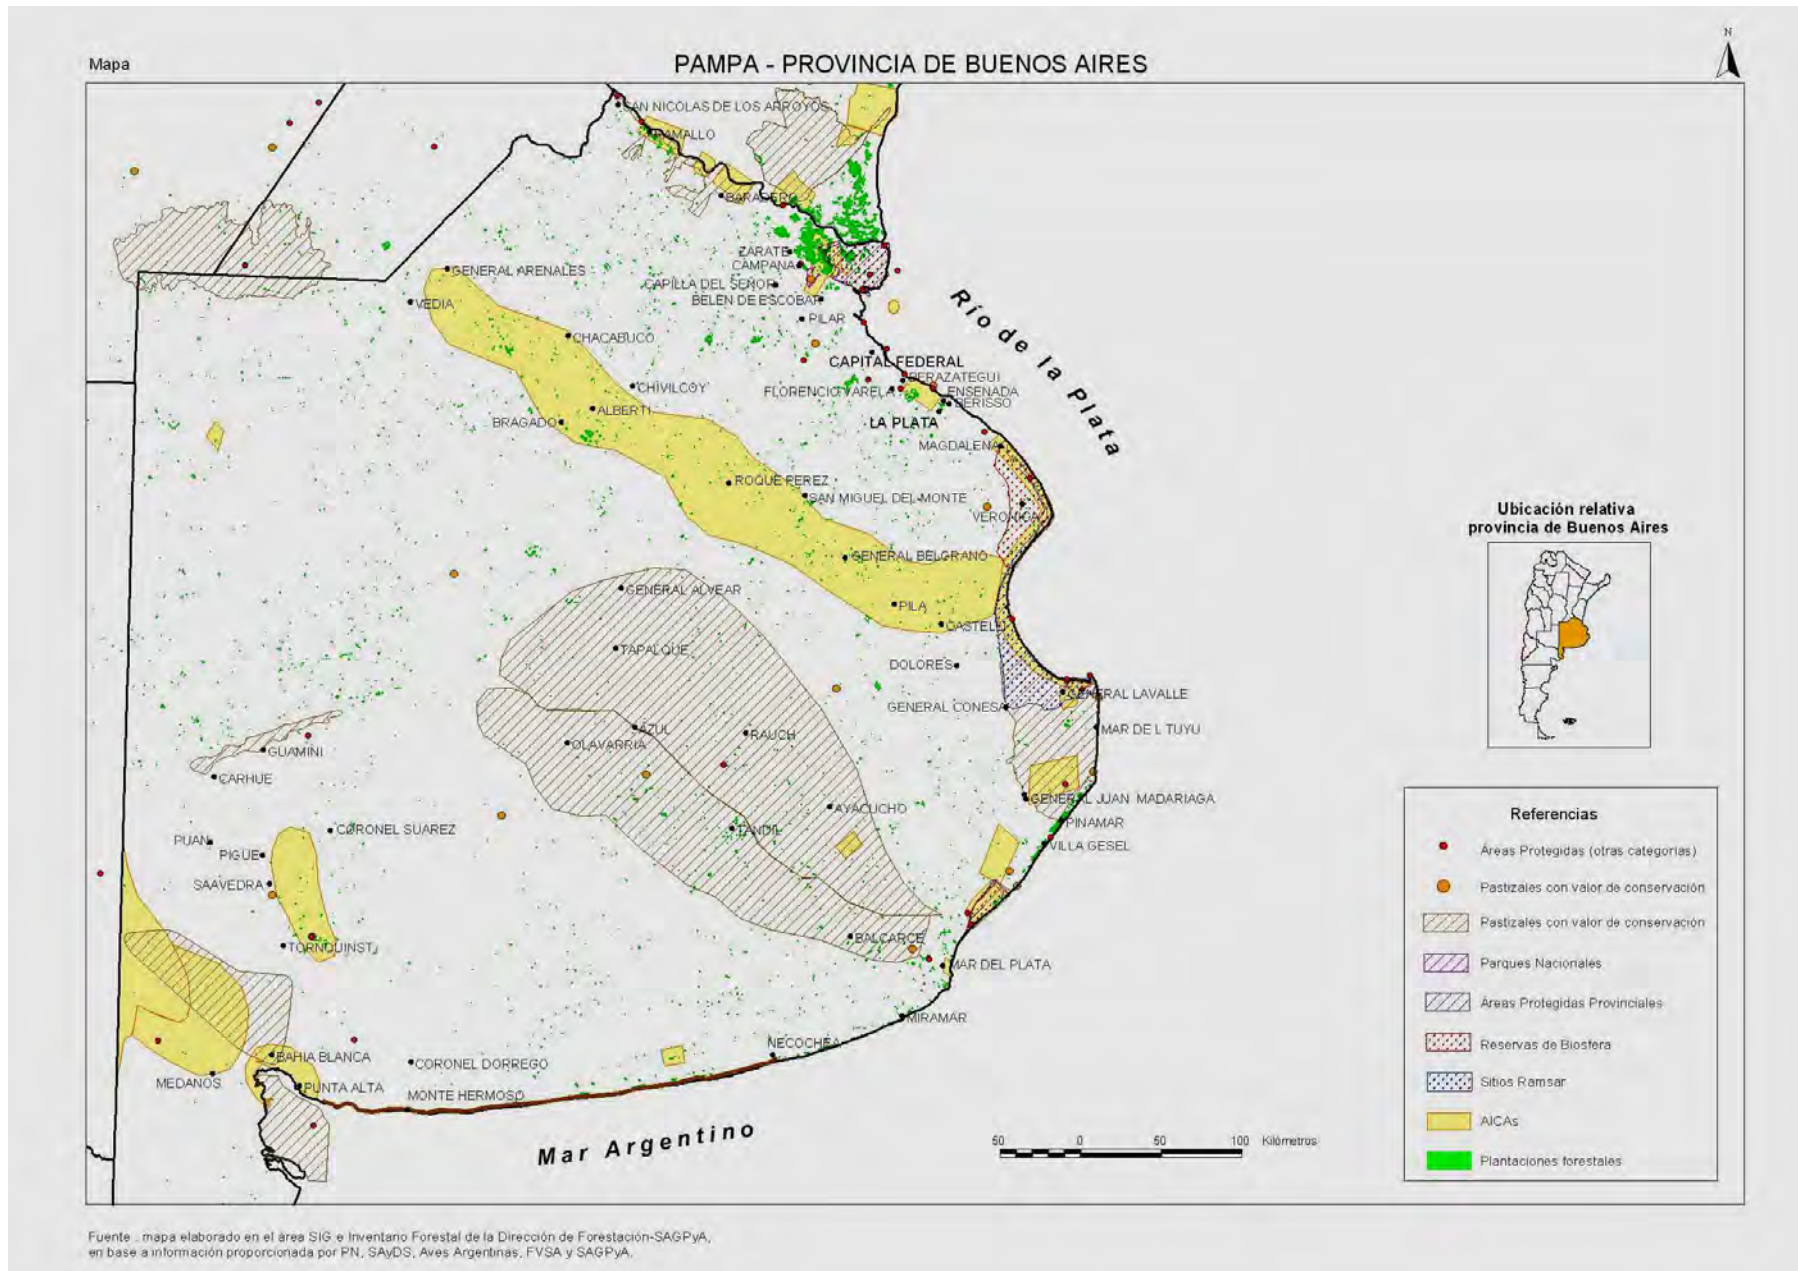 Mapa
PAMPA - PROVINCIA DE BUENOS AIRES
N
SAN NICOLAS DE LOS ARROYOS
RAMALLO
BARADERO
ZARATE
CAMPANA
CAPILLA DEL SEÑOR
BELEN DE ESCOBAR
PILAR
GENERAL ARENALES
VEDIA
CHACABUCO
CHIVILCOY
ALBERTI
BRAGADO
CAPITAL FEDERAL
BERAZATEGUI
FLORENCIO VARELA
ENSENADA
BERISSO
LA PLATA
MAGDALENA
Río de la Plata
ROQUE PEREZ
SAN MIGUEL DEL MONTE
VERONICA
GENERAL BELGRANO
GENERAL ALVEAR
PILA
CASTELLI
TAPALQUE
DOLORES
GENERAL LAVALLE
GENERAL CONESA
AZUL
RAUCH
MAR DE L TUYU
OLAVARRIA
GUAMINI
CARHUE
AYACUCHO
GENERAL JUAN MADARIAGA
TANDIL
PINAMAR
CORONEL SUAREZ
PUAN
PIGUE
VILLA GESEL
SAAVEDRA
TORNQUINST
BALCARCE
MAR DEL PLATA
MIRAMAR
NECOCHEA
BAHIA BLANCA
CORONEL DORREGO
MEDANOS
PUNTA ALTA
MONTE HERMOSO
Mar Argentino
50 0 50 100 Kilómetros
Ubicación relativa
provincia de Buenos Aires
Referencias
Áreas Protegidas (otras categorías)
Pastizales con valor de conservación
Pastizales con valor de conservación
Parques Nacionales
Áreas Protegidas Provinciales
Reservas de Biosfera
Sitios Ramsar
AICAs
Plantaciones forestales
Fuente : mapa elaborado en el área SIG e Inventario Forestal de la Dirección de Forestación-SAGPyA,
en base a información proporcionada por PN, SAyDS, Aves Argentinas, FVSA y SAGPyA.